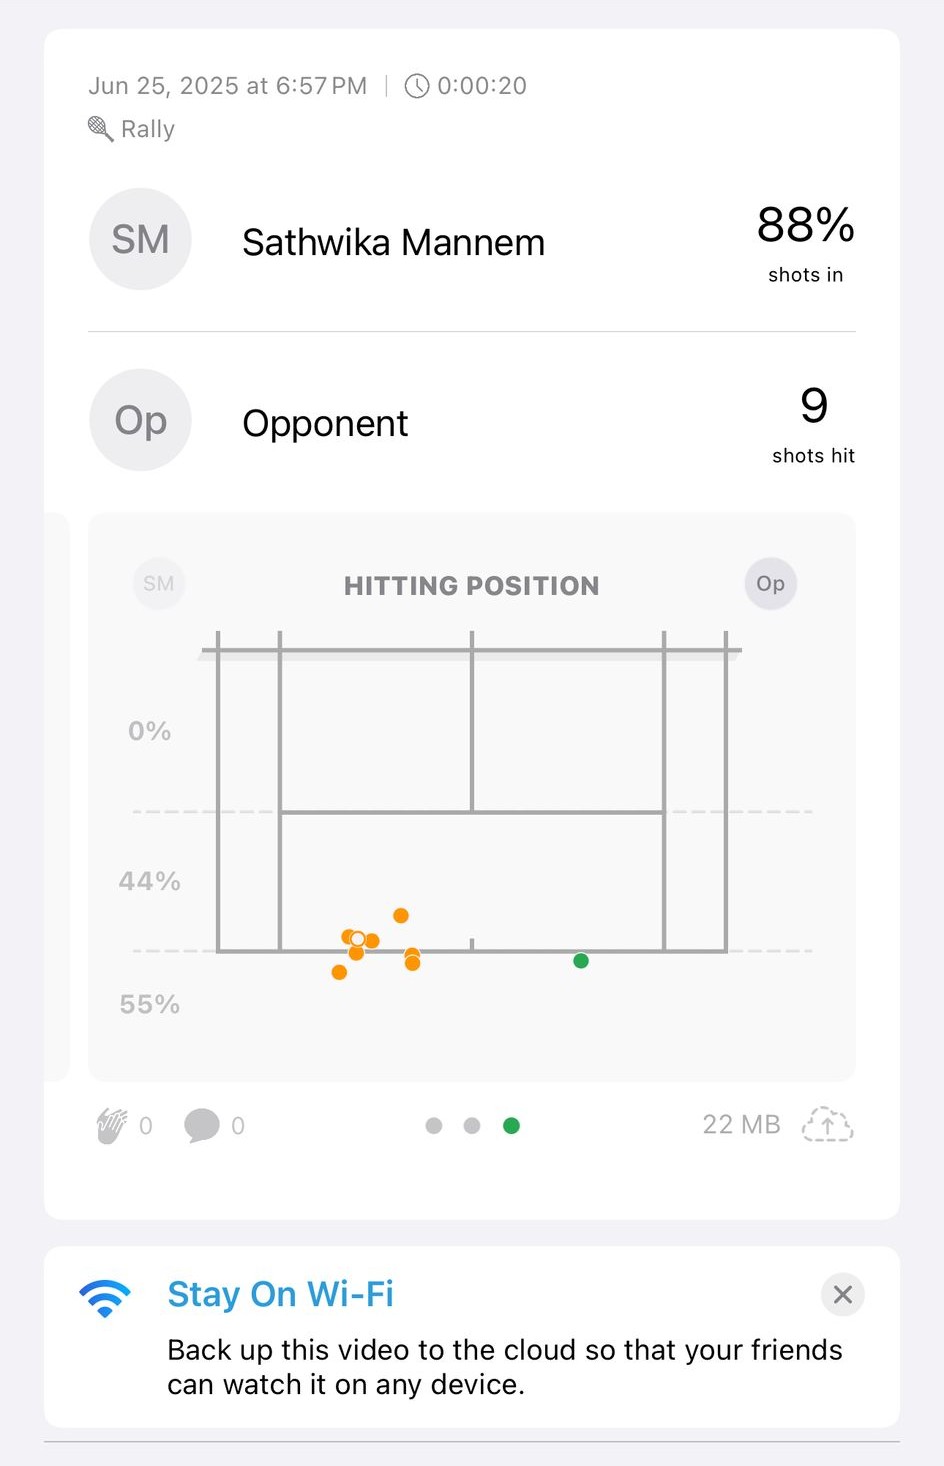 Jun 25, 2025 at 6:57 PM | 0:00:20
Rally
SM
Sathwika Mannem
88%
shots in
Op
Opponent
9
shots hit
SM
HITTING POSITION
Op
0%
44%
55%
0
0
22 MB
Stay On Wi-Fi
Back up this video to the cloud so that your friends
can watch it on any device.